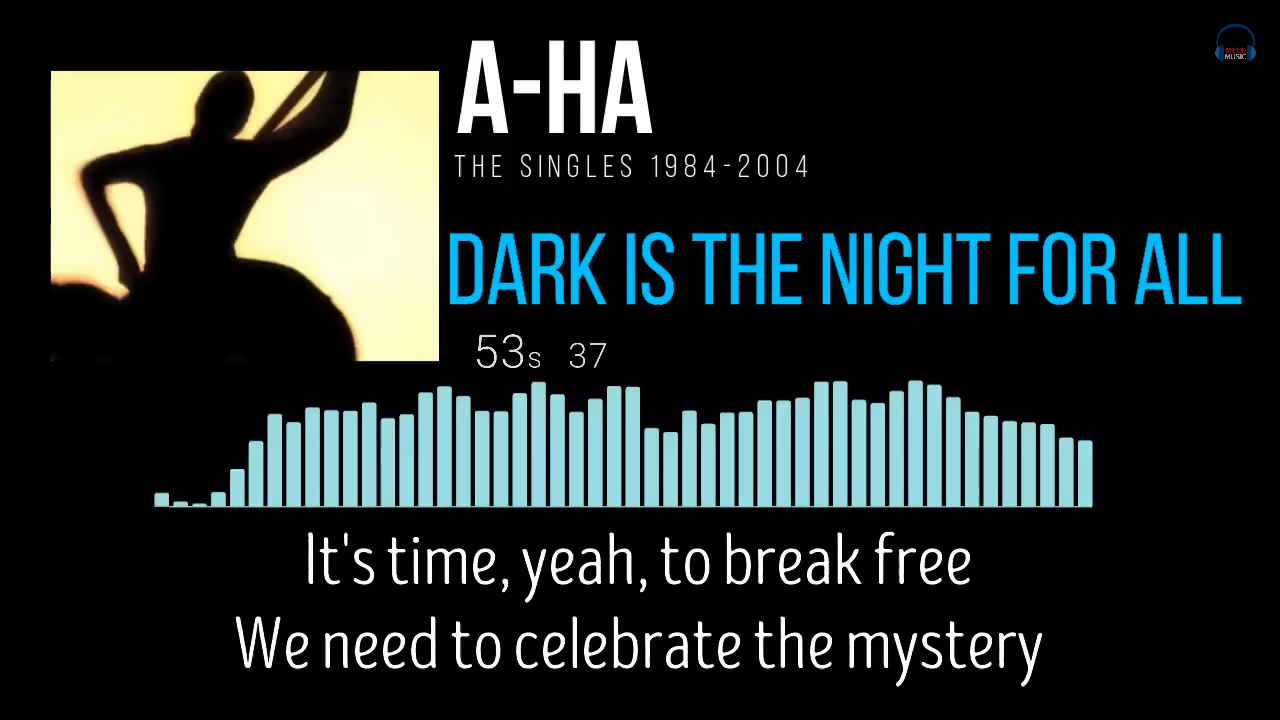 A-HA
THE SINGLES 1984-2004
DARK IS THE NIGHT FOR ALL
53s 37
It's time, yeah, to break free
We need to celebrate the mystery
MUSIC